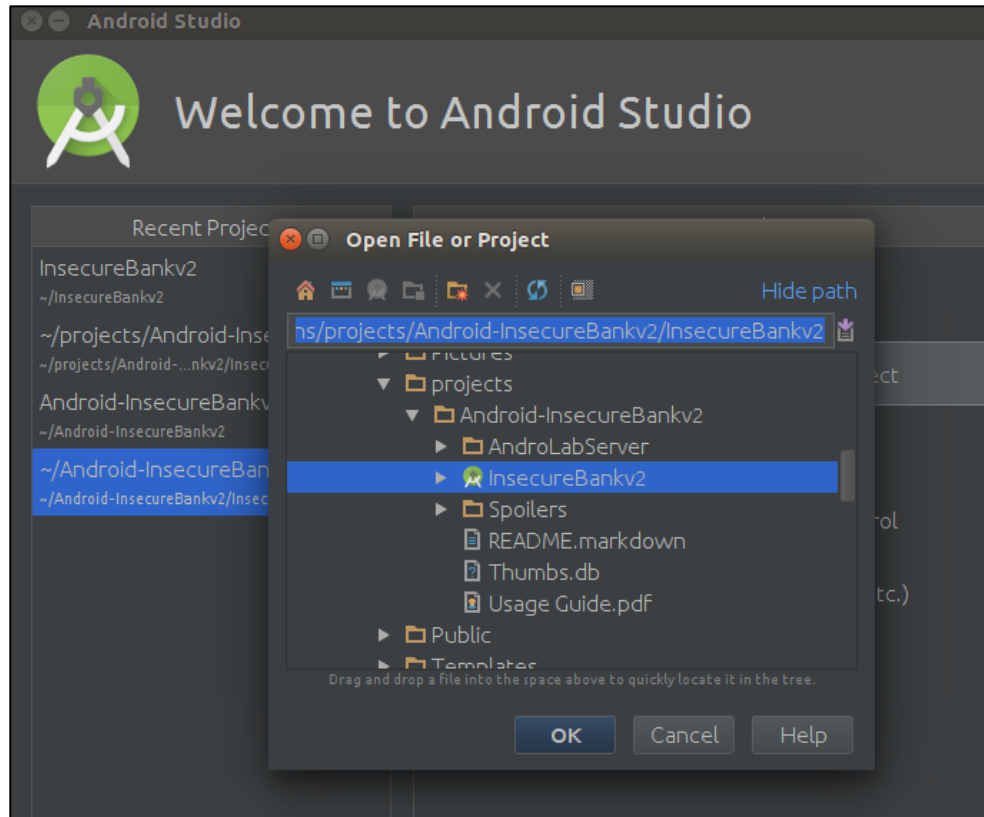 Android Studio
Welcome to Android Studio
Recent Projec
InsecureBankv2
~/InsecureBankv2
~/projects/Android-Inse
~/projects/Android-...nkv2/Insecu
Android-InsecureBankv
~/Android-InsecureBankv2
~/Android-InsecureBan
~/Android-InsecureBankv2/Insec
Open File or Project
Hide path
ns/projects/Android-InsecureBankv2/InsecureBankv2
Pictures
projects
Android-InsecureBankv2
AndroLabServer
InsecureBankv2
Spoilers
README.markdown
Thumbs.db
Usage Guide.pdf
Public
Templates
Drag and drop a file into the space above to quickly locate it in the tree.
OK Cancel Help
ect
rol
tc.)